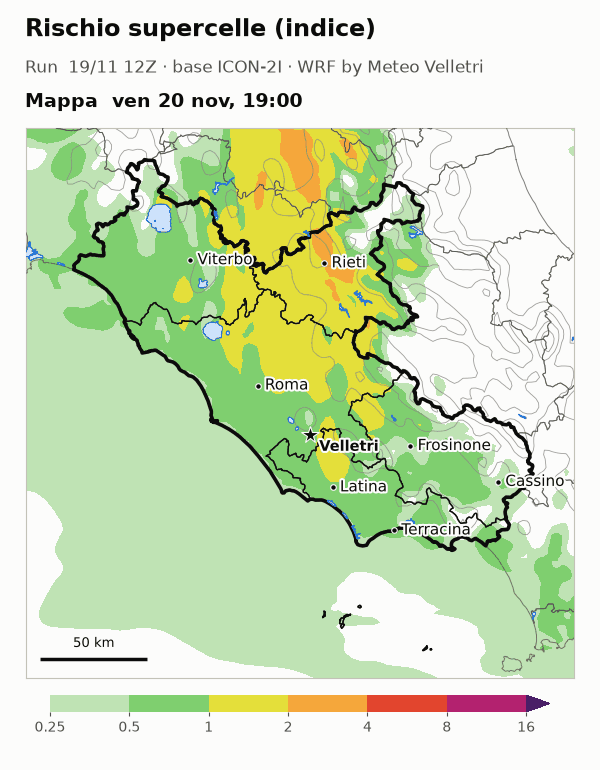 Rischio supercelle (indice)
Run  19/11 12Z · base ICON-2I · WRF by Meteo Velletri
Mappa  ven 20 nov, 19:00
Viterbo
Rieti
Roma
Velletri
Frosinone
Latina
Cassino
Terracina
50 km
0.25 0.5 1 2 4 8 16